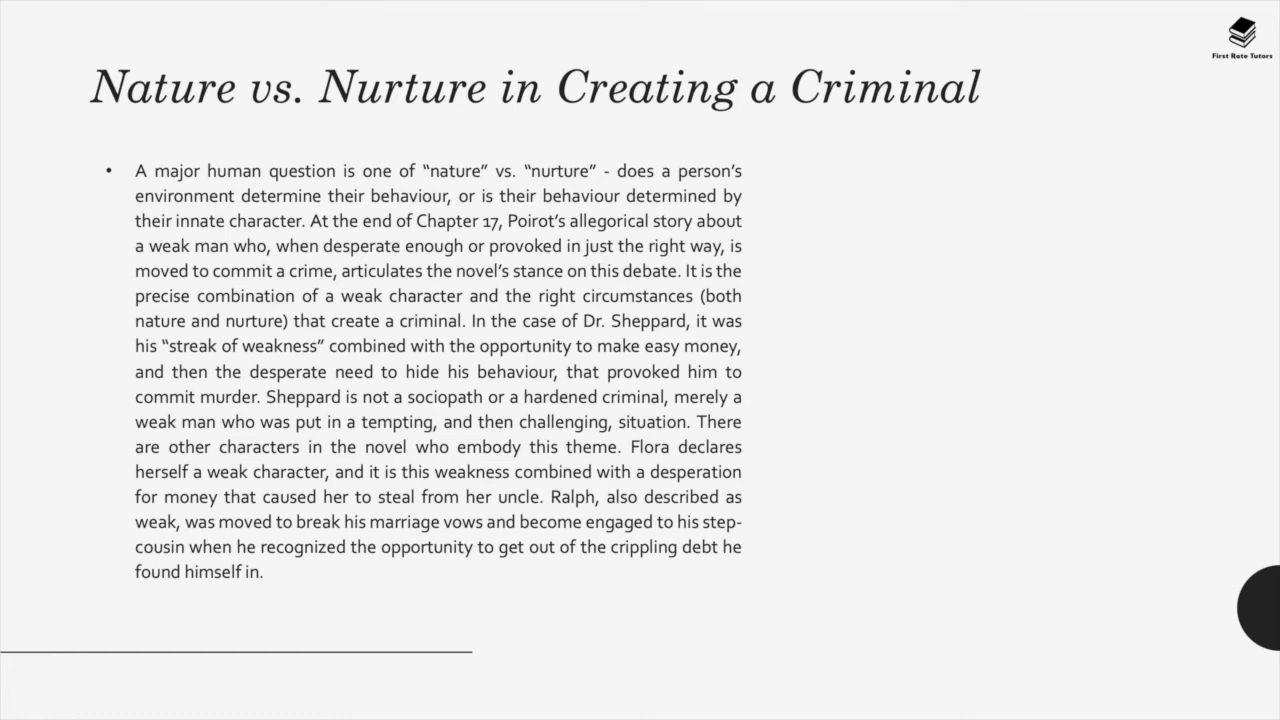 First Rate Tutors
Nature vs. Nurture in Creating a Criminal
• A major human question is one of “nature” vs. “nurture” - does a person’s
environment determine their behaviour, or is their behaviour determined by
their innate character. At the end of Chapter 17, Poirot’s allegorical story about
a weak man who, when desperate enough or provoked in just the right way, is
moved to commit a crime, articulates the novel’s stance on this debate. It is the
precise combination of a weak character and the right circumstances (both
nature and nurture) that create a criminal. In the case of Dr. Sheppard, it was
his “streak of weakness” combined with the opportunity to make easy money,
and then the desperate need to hide his behaviour, that provoked him to
commit murder. Sheppard is not a sociopath or a hardened criminal, merely a
weak man who was put in a tempting, and then challenging, situation. There
are other characters in the novel who embody this theme. Flora declares
herself a weak character, and it is this weakness combined with a desperation
for money that caused her to steal from her uncle. Ralph, also described as
weak, was moved to break his marriage vows and become engaged to his step-
cousin when he recognized the opportunity to get out of the crippling debt he
found himself in.